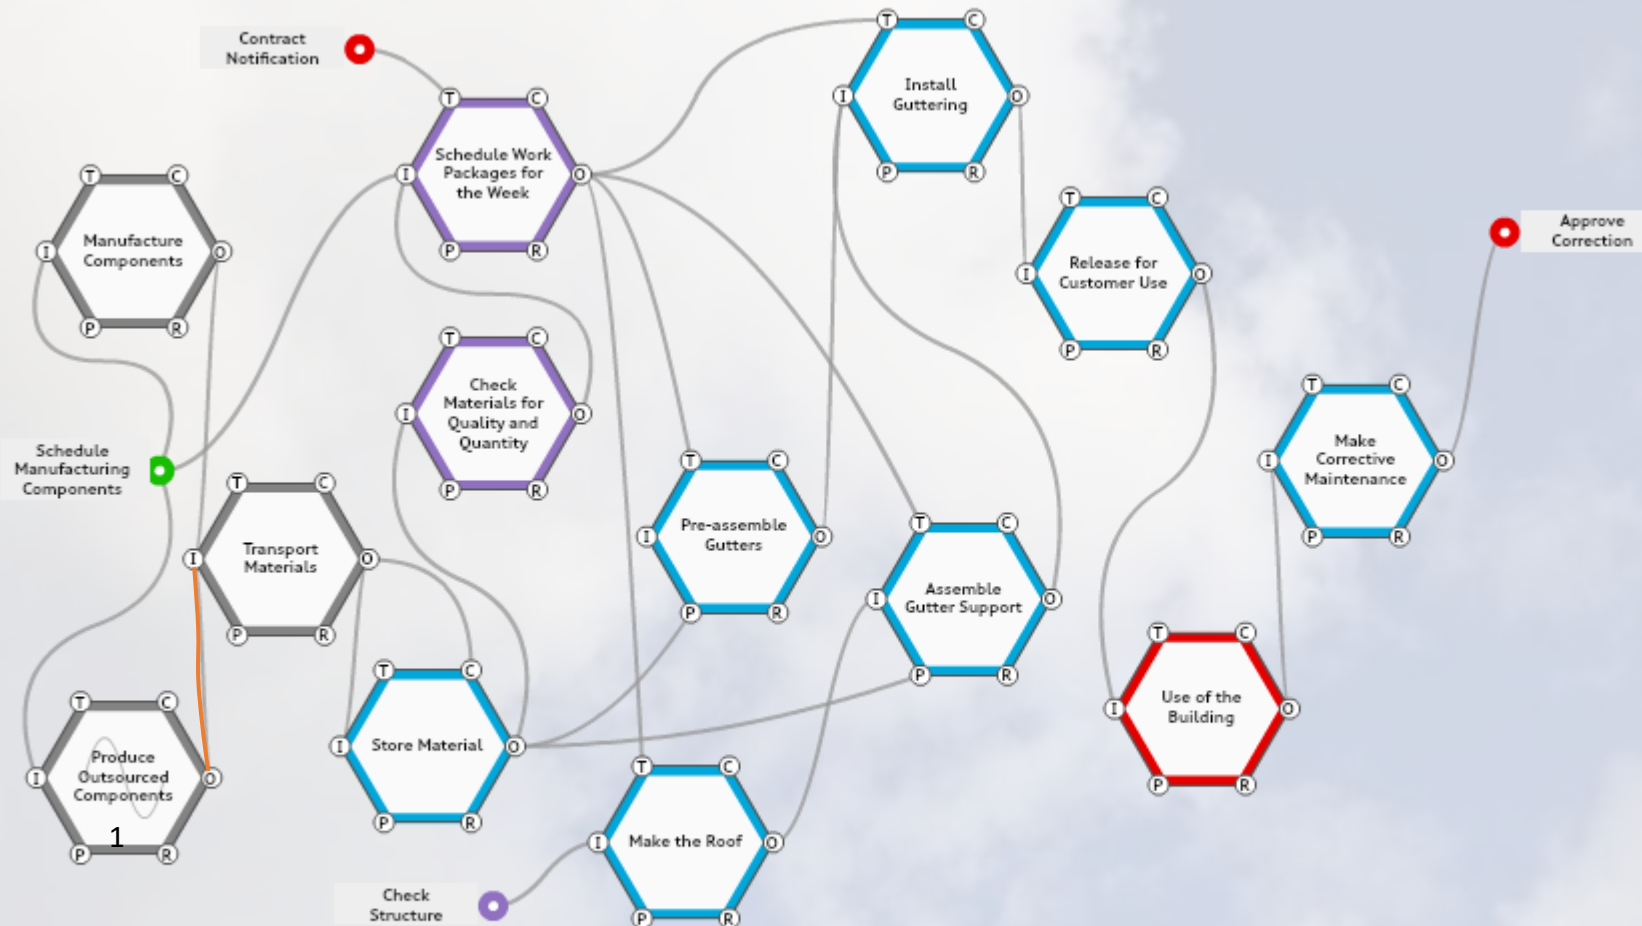 Contract
Notification
T
C
Schedule Work
Packages for
the Week
I
O
P
R
T
C
Install
Guttering
I
O
P
R
T
C
Manufacture
Components
I
O
P
R
T
C
Release for
Customer Use
I
O
P
R
Approve
Correction
T
C
Check
Materials for
Quality and
Quantity
I
O
P
R
Schedule
Manufacturing
Components
T
C
Make
Corrective
Maintenance
I
O
P
R
T
C
Transport
Materials
I
O
P
R
T
C
Pre-assemble
Gutters
I
O
P
R
T
C
Assemble
Gutter Support
I
O
P
R
T
C
Use of the
Building
I
O
P
R
T
C
Store Material
I
O
P
R
T
C
Produce
Outsourced
Components
I
O
1
P
R
T
C
Make the Roof
I
O
P
R
Check
Structure